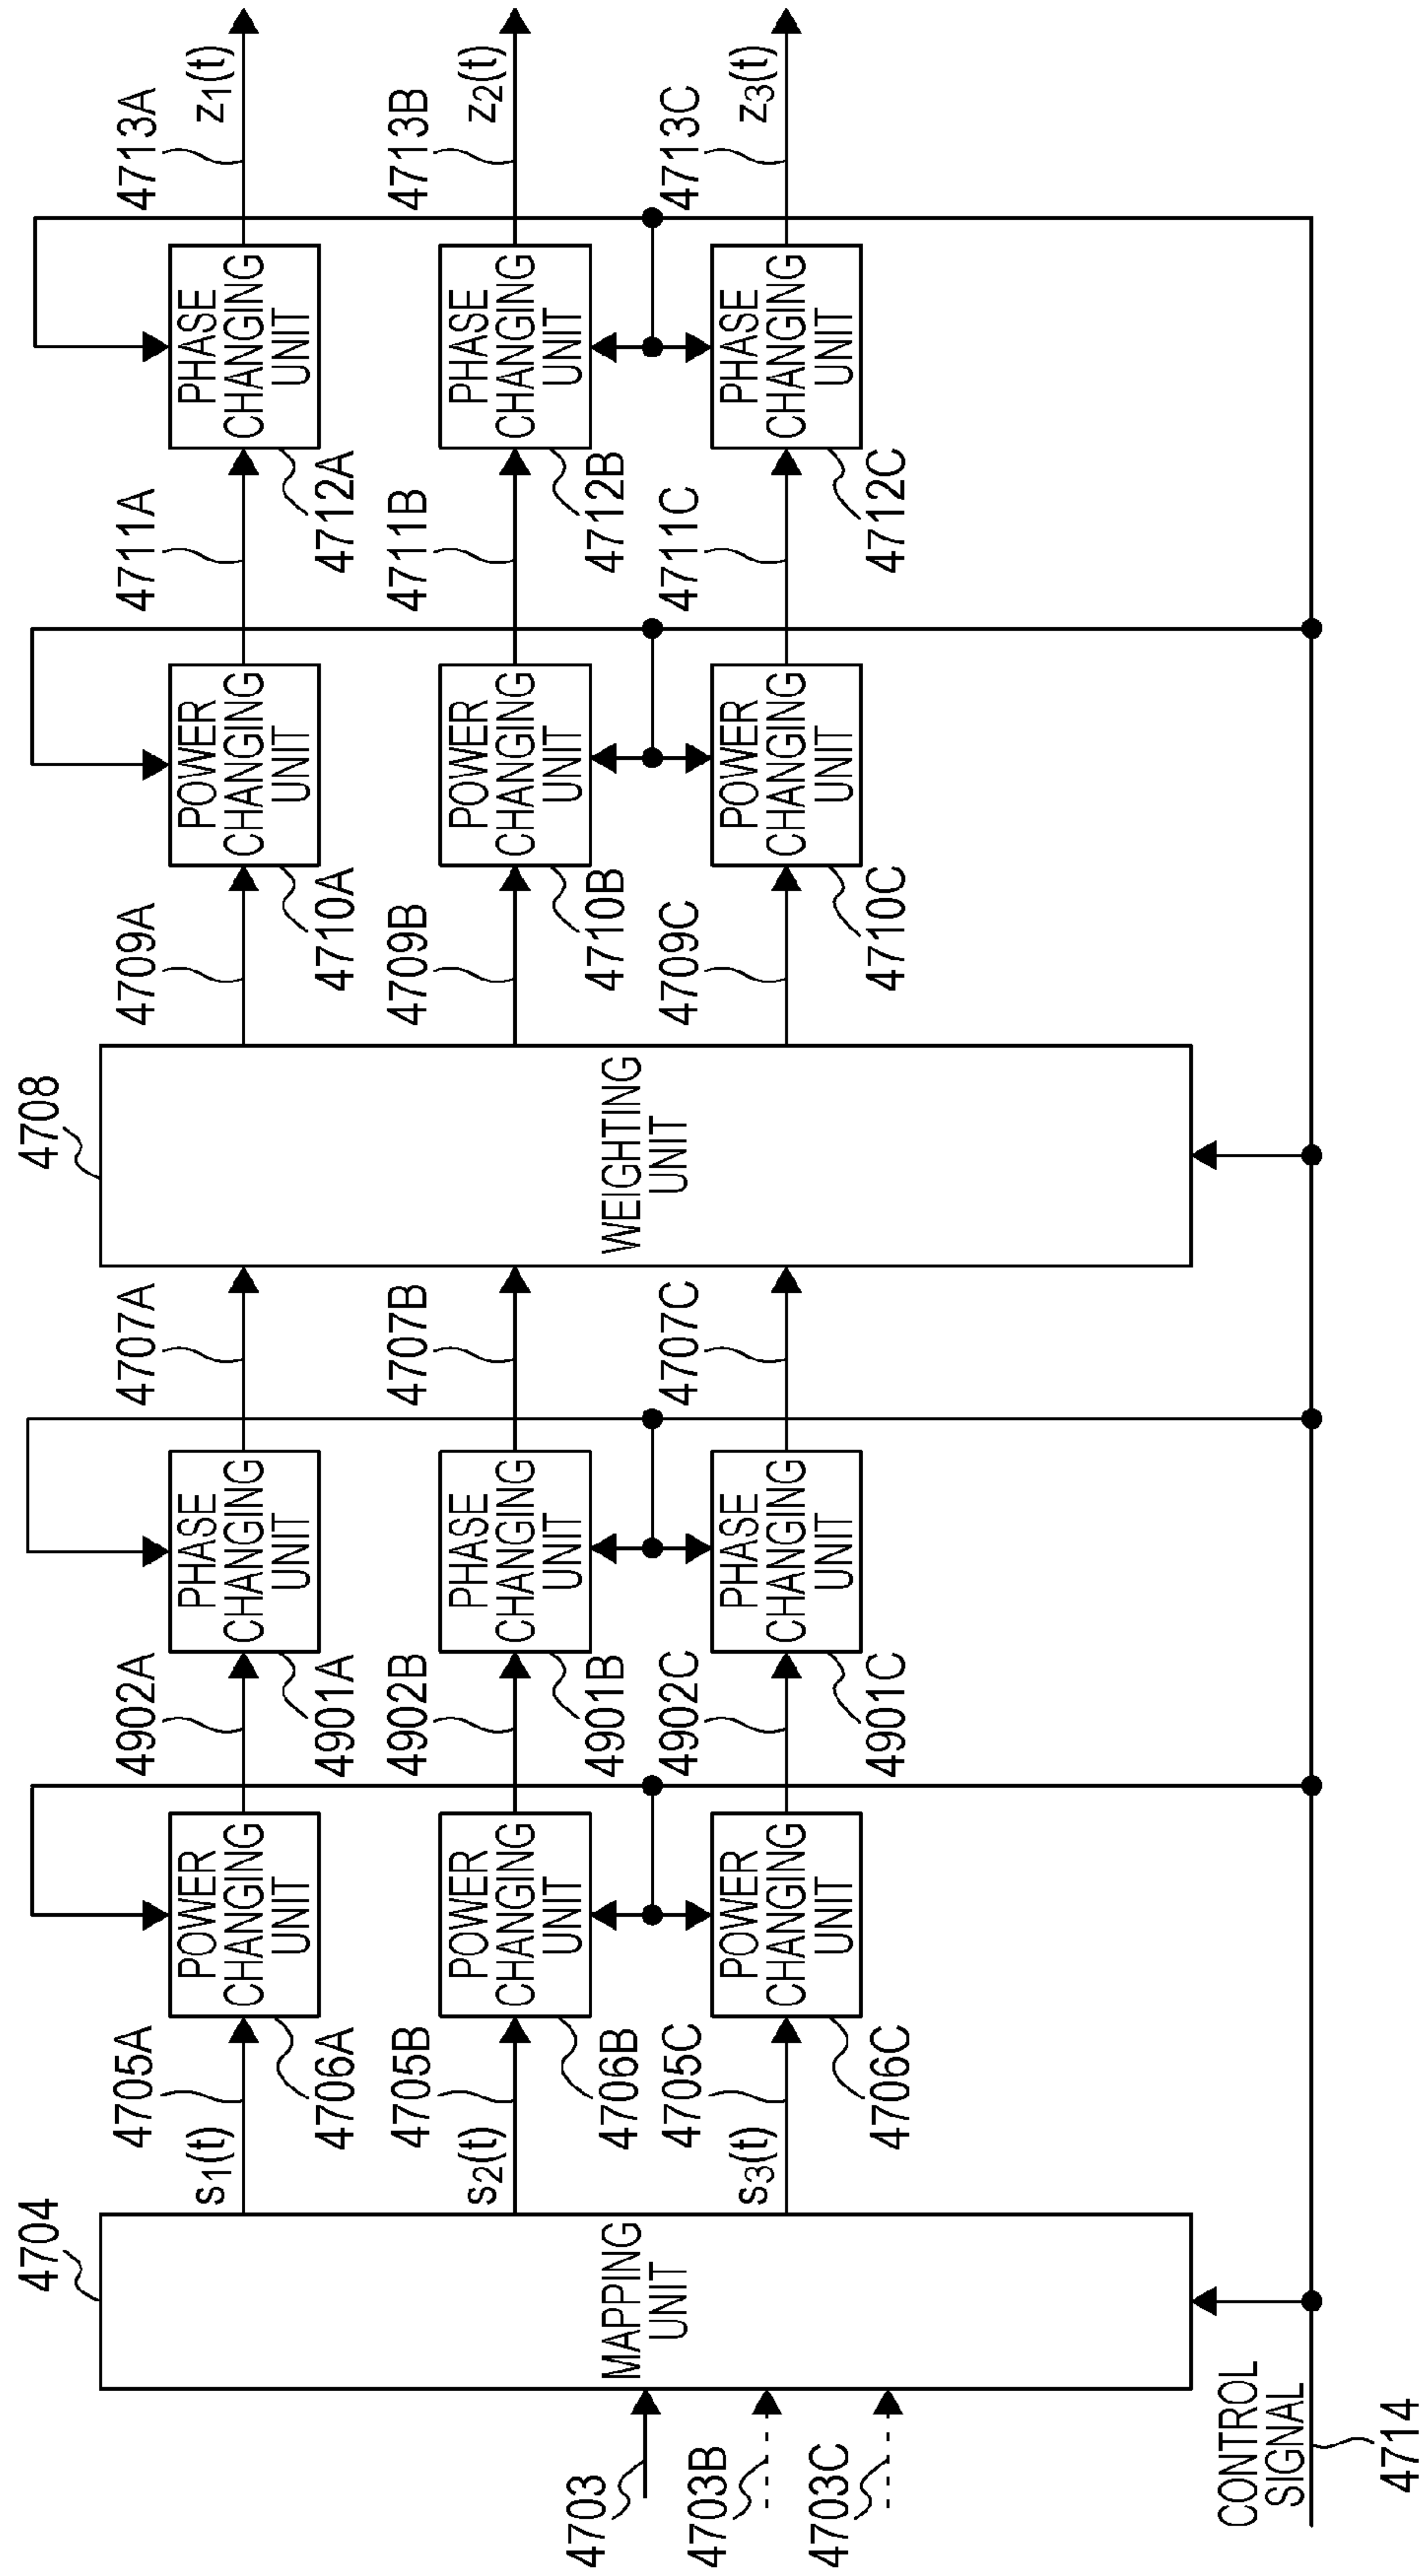 4703
4703B
4703C
4704
MAPPING
UNIT
s1(t)
4705A
s2(t)
4705B
s3(t)
4705C
POWER
CHANGING
UNIT
4706A
POWER
CHANGING
UNIT
4706B
POWER
CHANGING
UNIT
4706C
4902A
4902B
4902C
PHASE
CHANGING
UNIT
4901A
PHASE
CHANGING
UNIT
4901B
PHASE
CHANGING
UNIT
4901C
4707A
4707B
4707C
4708
WEIGHTING
UNIT
4709A
4709B
4709C
POWER
CHANGING
UNIT
4710A
POWER
CHANGING
UNIT
4710B
POWER
CHANGING
UNIT
4710C
4711A
4711B
4711C
PHASE
CHANGING
UNIT
4712A
PHASE
CHANGING
UNIT
4712B
PHASE
CHANGING
UNIT
4712C
4713A
z1(t)
4713B
z2(t)
4713C
z3(t)
CONTROL
SIGNAL
4714